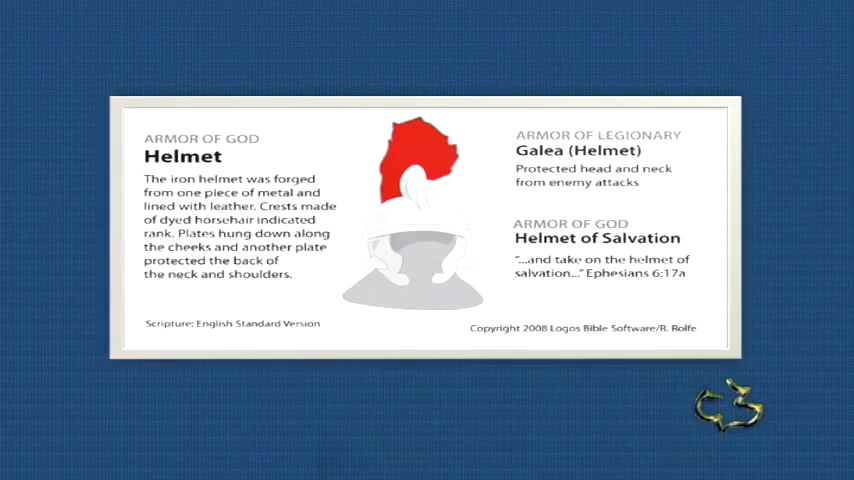 ARMOR OF GOD
Helmet
The iron helmet was forged
from one piece of metal and
lined with leather. Crests made
of dyed horsehair indicated
rank. Plates hung down along
the cheeks and another plate
protected the back of
the neck and shoulders.
Scripture: English Standard Version
ARMOR OF LEGIONARY
Galea (Helmet)
Protected head and neck
from enemy attacks
ARMOR OF GOD
Helmet of Salvation
"...and take on the helmet of
salvation..." Ephesians 6:17a
Copyright 2008 Logos Bible Software/R. Rolfe
C3